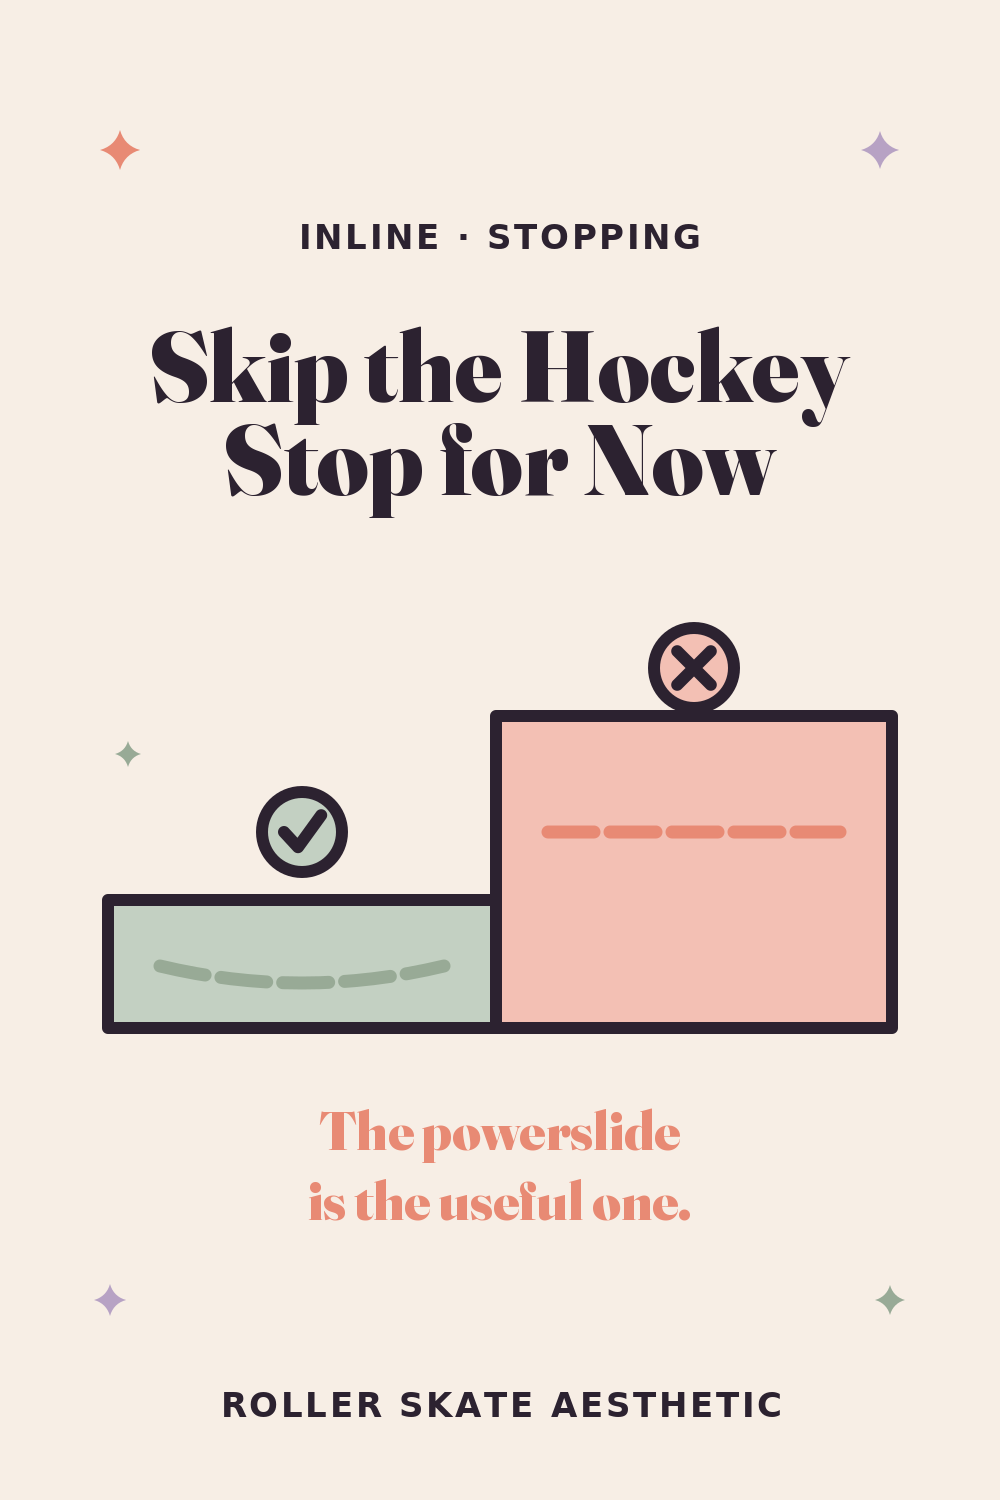 INLINE · STOPPING
Skip the Hockey
Stop for Now
The powerslide
is the useful one.
ROLLER SKATE AESTHETIC